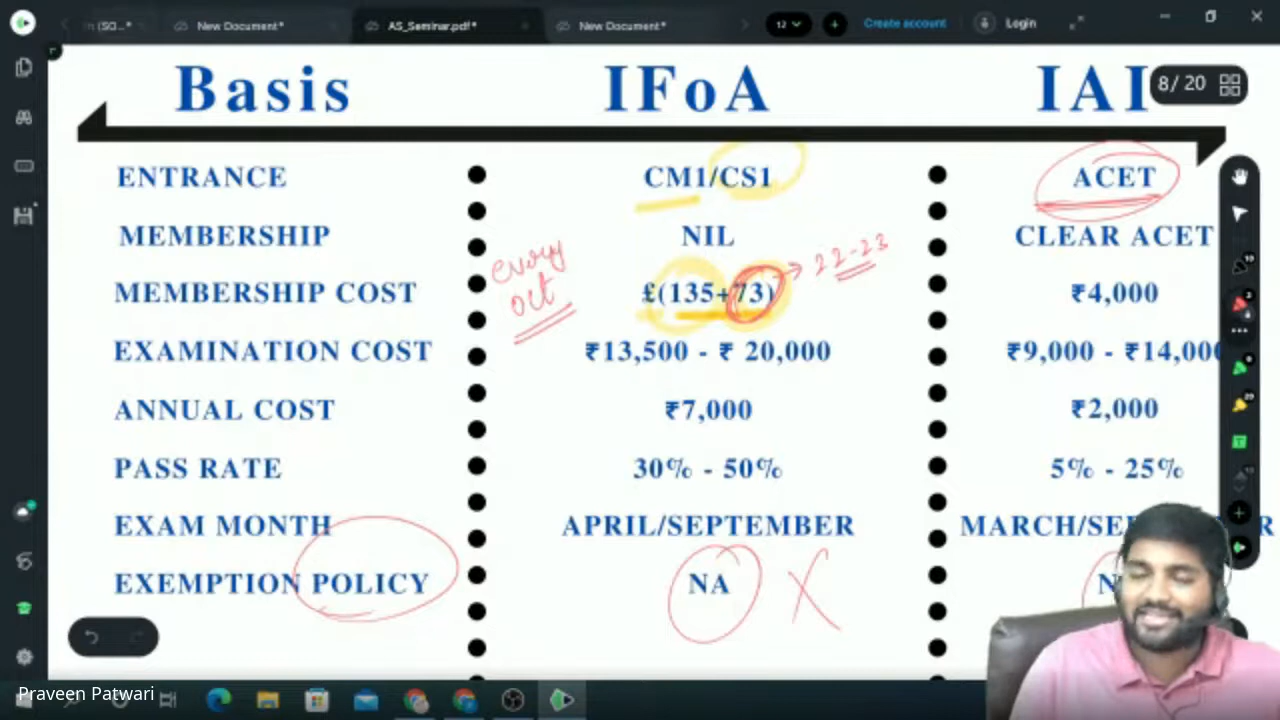 New Document*
AS_Seminar.pdf*
New Document*
12
Create account
Login
8/ 20
Basis IFoA IAI
ENTRANCE CM1/CS1 ACET
MEMBERSHIP NIL CLEAR ACET
every oct
22-23
MEMBERSHIP COST £(135+73) ₹4,000
EXAMINATION COST ₹13,500 - ₹ 20,000 ₹9,000 - ₹14,000
ANNUAL COST ₹7,000 ₹2,000
PASS RATE 30% - 50% 5% - 25%
EXAM MONTH APRIL/SEPTEMBER
EXEMPTION POLICY NA
Praveen Patwari